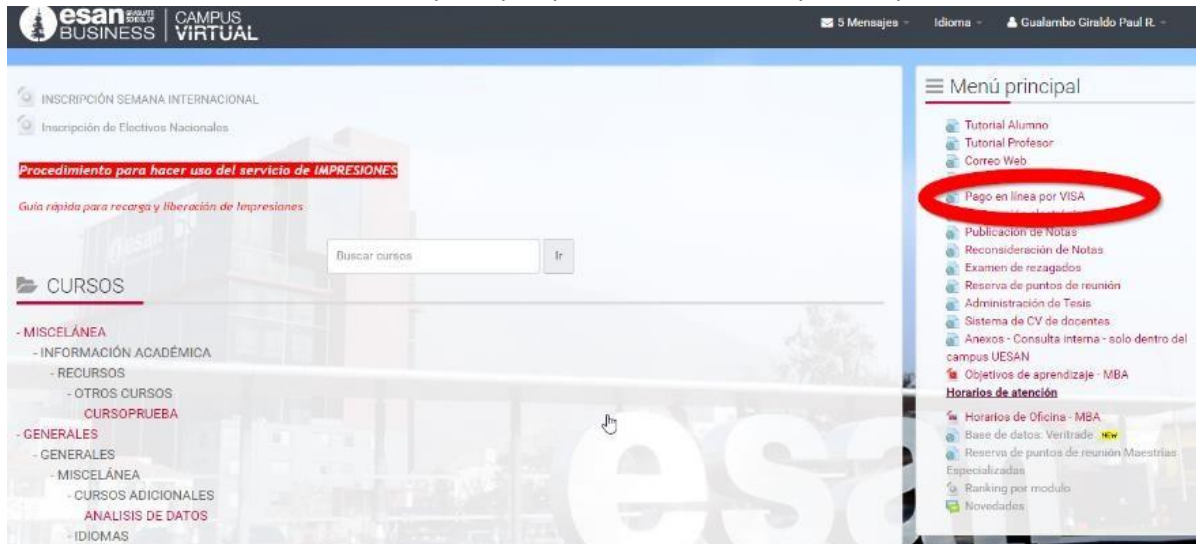 esan GRADUATE SCHOOL OF BUSINESS | CAMPUS VIRTUAL
5 Mensajes
Idioma
Gualambo Giraldo Paul R.
INSCRIPCIÓN SEMANA INTERNACIONAL
Inscripción de Electivos Nacionales
Procedimiento para hacer uso del servicio de IMPRESIONES
Guía rápida para recarga y liberación de Impresiones
Buscar cursos
Ir
CURSOS
- MISCELÁNEA
- INFORMACIÓN ACADÉMICA
- RECURSOS
- OTROS CURSOS
CURSOPRUEBA
- GENERALES
- GENERALES
- MISCELÁNEA
- CURSOS ADICIONALES
ANALISIS DE DATOS
- IDIOMAS
Menú principal
Tutorial Alumno
Tutorial Profesor
Correo Web
Pago en línea por VISA
Publicación de Notas
Reconsideración de Notas
Examen de rezagados
Reserva de puntos de reunión
Administración de Tesis
Sistema de CV de docentes
Anexos - Consulta interna - solo dentro del
campus UESAN
Objetivos de aprendizaje - MBA
Horarios de atención
Horarios de Oficina - MBA
Base de datos: Veritrade NEW
Reserva de puntos de reunión Maestrías
Especializadas
Ranking por modulo
Novedades
esan